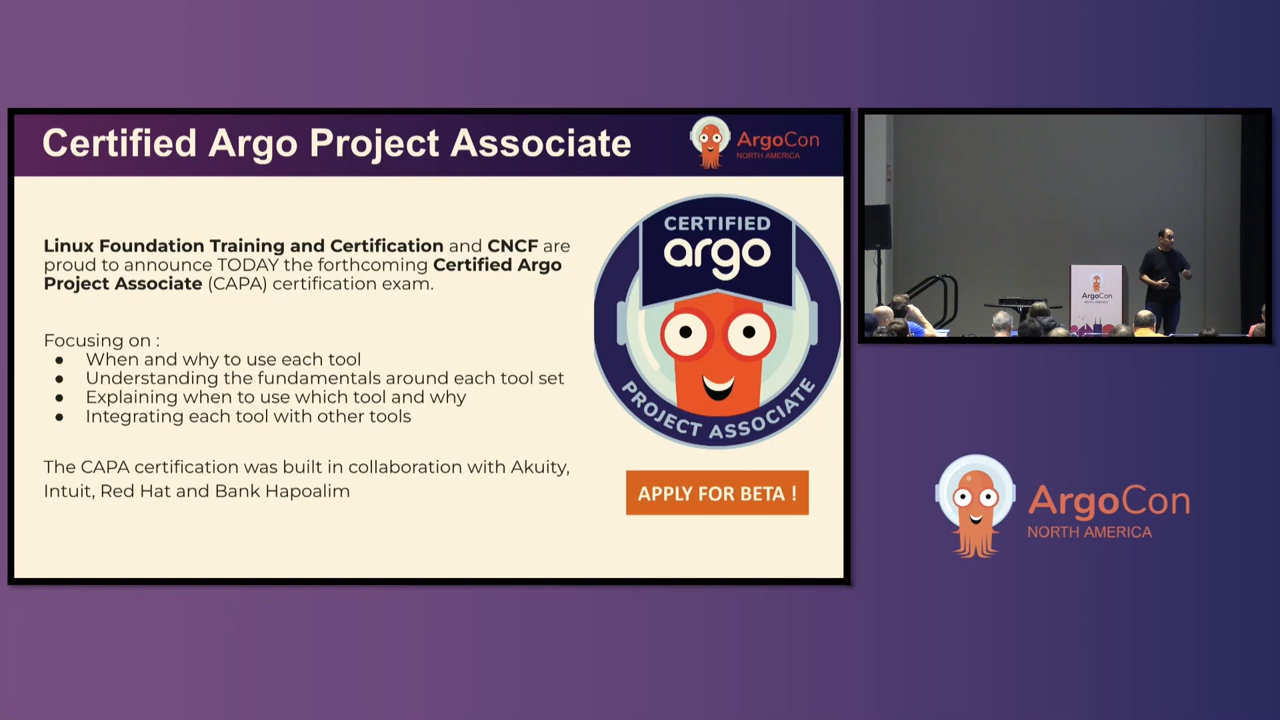 Certified Argo Project Associate
ArgoCon
NORTH AMERICA
Linux Foundation Training and Certification and CNCF are
proud to announce TODAY the forthcoming Certified Argo
Project Associate (CAPA) certification exam.
Focusing on :
● When and why to use each tool
● Understanding the fundamentals around each tool set
● Explaining when to use which tool and why
● Integrating each tool with other tools
The CAPA certification was built in collaboration with Akuity,
Intuit, Red Hat and Bank Hapoalim
CERTIFIED
argo
PROJECT ASSOCIATE
APPLY FOR BETA !
ArgoCon
ArgoCon
NORTH AMERICA